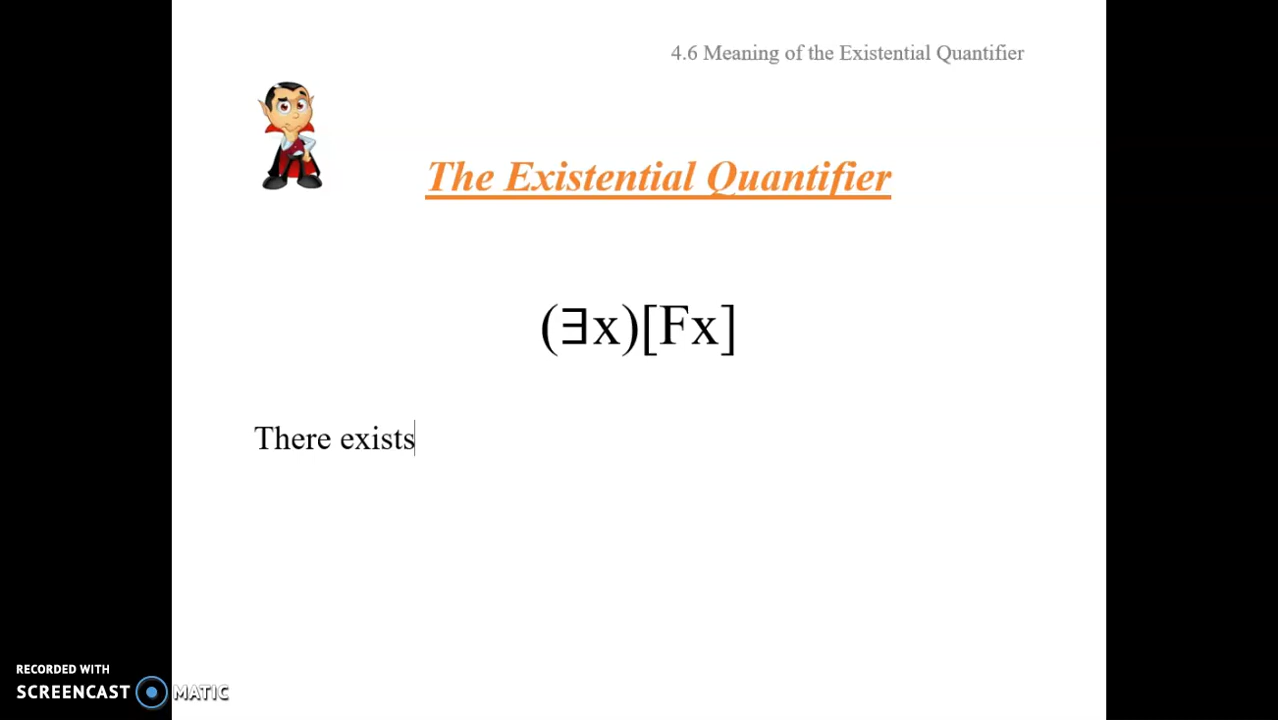 4.6 Meaning of the Existential Quantifier
The Existential Quantifier
(∃x)[Fx]
There exists
RECORDED WITH
SCREENCAST MATIC